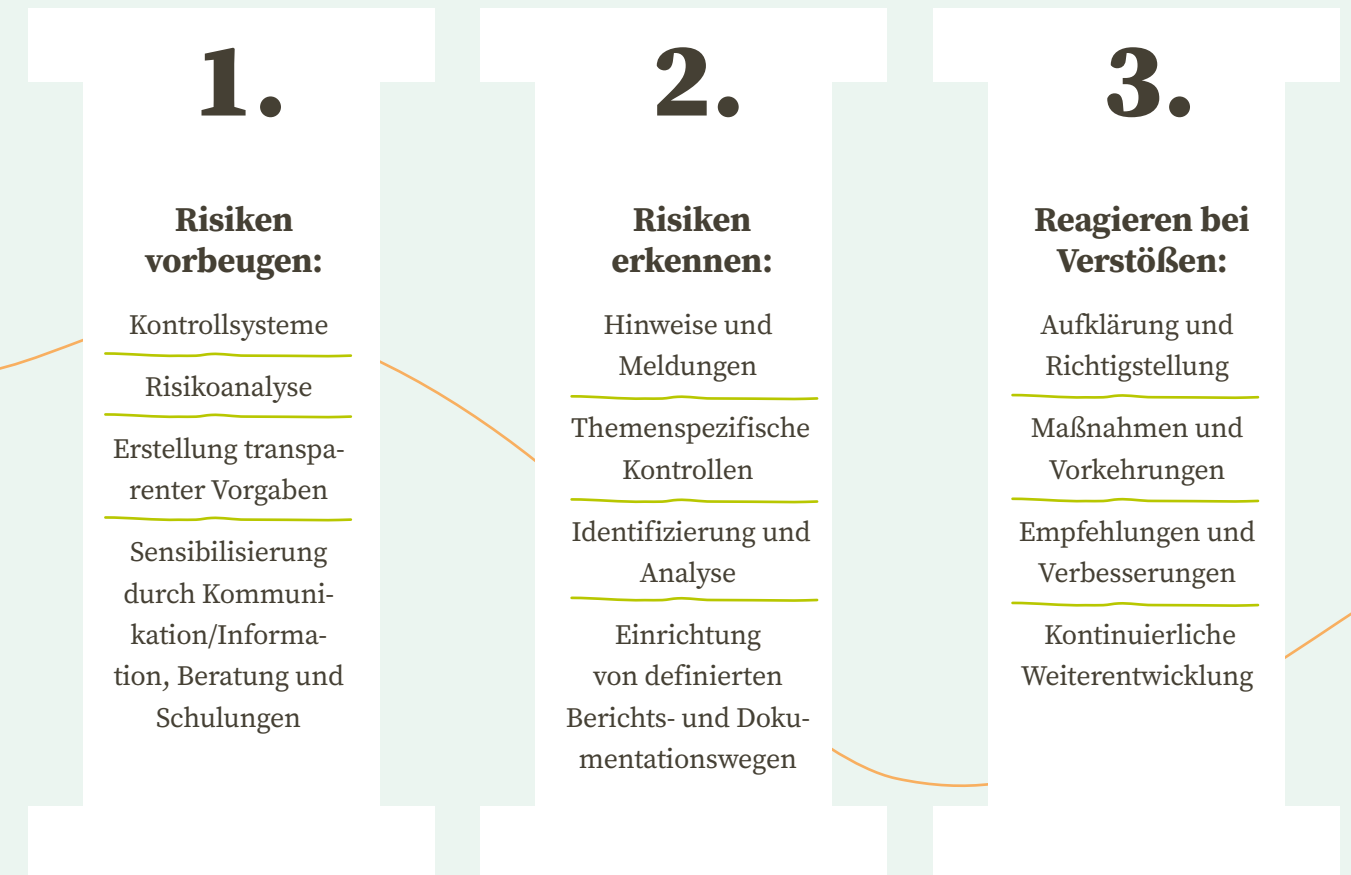 1.
Risiken
vorbeugen:
Kontrollsysteme
Risikoanalyse
Erstellung transpa-
renter Vorgaben
Sensibilisierung
durch Kommuni-
kation/Informa-
tion, Beratung und
Schulungen
2.
Risiken
erkennen:
Hinweise und
Meldungen
Themenspezifische
Kontrollen
Identifizierung und
Analyse
Einrichtung
von definierten
Berichts- und Doku-
mentationswegen
3.
Reagieren bei
Verstößen:
Aufklärung und
Richtigstellung
Maßnahmen und
Vorkehrungen
Empfehlungen und
Verbesserungen
Kontinuierliche
Weiterentwicklung